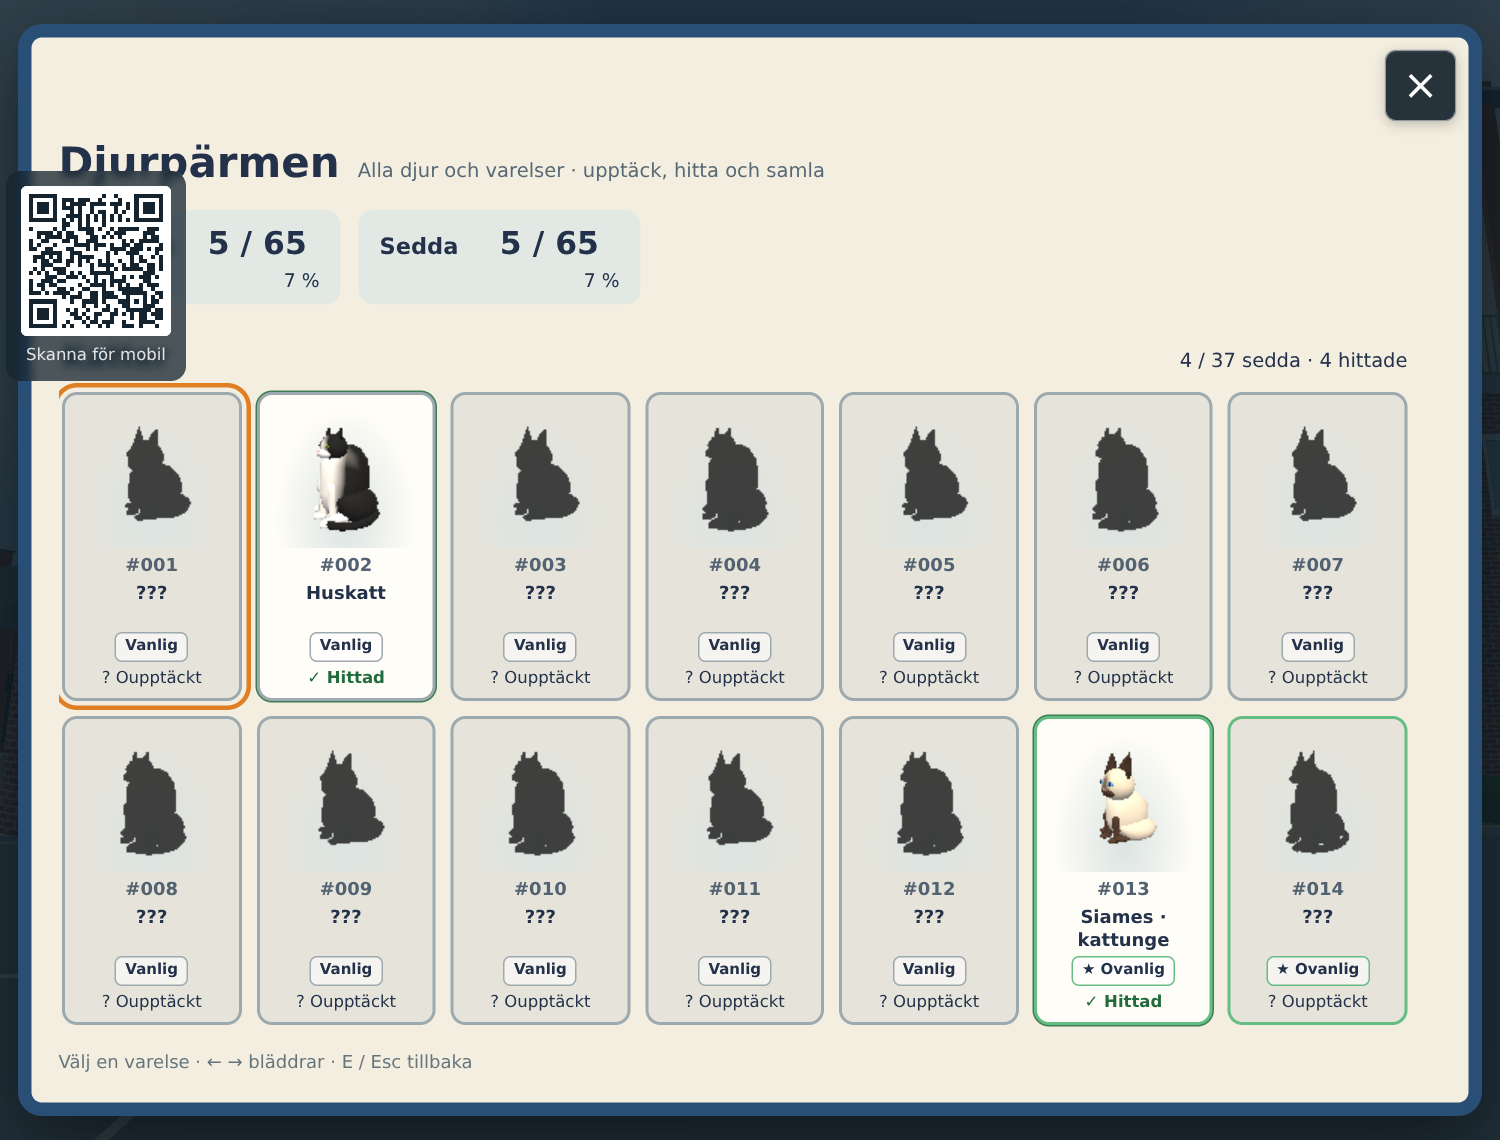 Djurpärmen
Alla djur och varelser · upptäck, hitta och samla
5 / 65
7 %
Sedda 5 / 65
7 %
Skanna för mobil
4 / 37 sedda · 4 hittade
#001
???
Vanlig
? Oupptäckt
#002
Huskatt
Vanlig
✓ Hittad
#003
???
Vanlig
? Oupptäckt
#004
???
Vanlig
? Oupptäckt
#005
???
Vanlig
? Oupptäckt
#006
???
Vanlig
? Oupptäckt
#007
???
Vanlig
? Oupptäckt
#008
???
Vanlig
? Oupptäckt
#009
???
Vanlig
? Oupptäckt
#010
???
Vanlig
? Oupptäckt
#011
???
Vanlig
? Oupptäckt
#012
???
Vanlig
? Oupptäckt
#013
Siames ·
kattunge
★ Ovanlig
✓ Hittad
#014
???
★ Ovanlig
? Oupptäckt
Välj en varelse · ← → bläddrar · E / Esc tillbaka